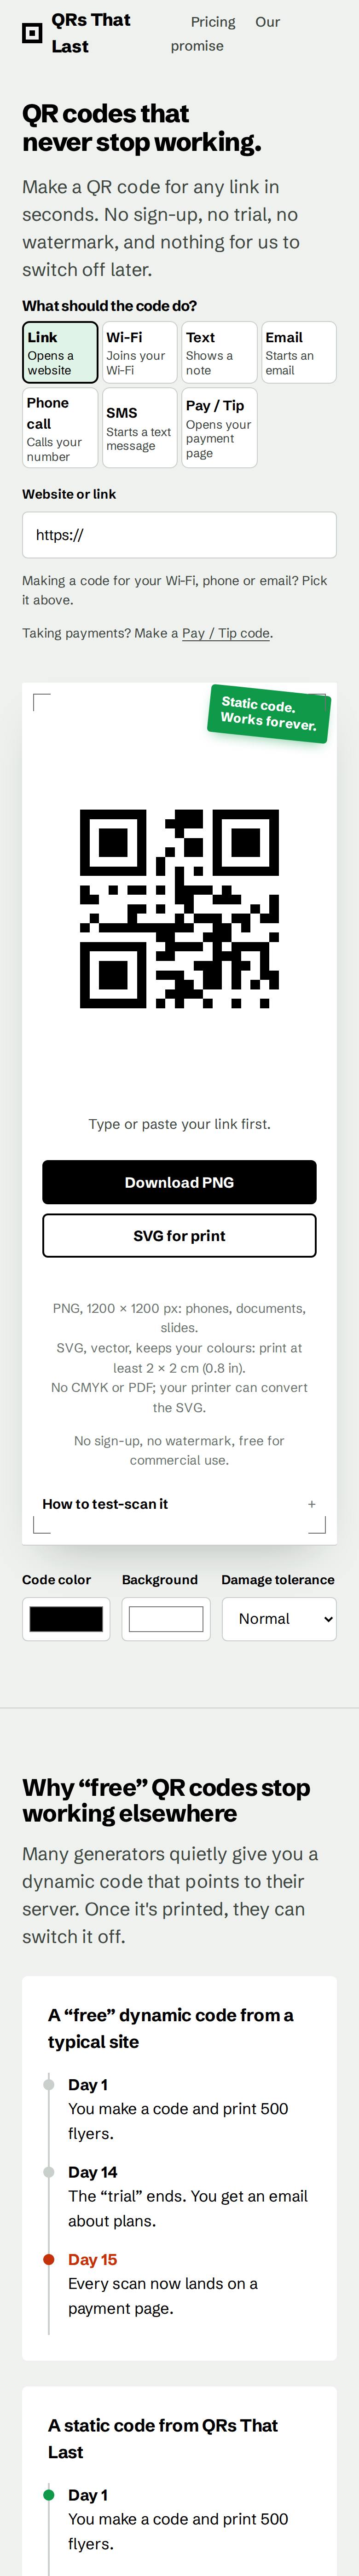 QRs That
Last
Pricing Our
promise
QR codes that
never stop working.
Make a QR code for any link in
seconds. No sign-up, no trial, no
watermark, and nothing for us to
switch off later.
What should the code do?
Link
Opens a
website
Wi-Fi
Joins your
Wi-Fi
Text
Shows a
note
Email
Starts an
email
Phone
call
Calls your
number
SMS
Starts a text
message
Pay / Tip
Opens your
payment
page
Website or link
https://
Making a code for your Wi-Fi, phone or email? Pick
it above.
Taking payments? Make a Pay / Tip code.
Static code.
Works forever.
Type or paste your link first.
Download PNG
SVG for print
PNG, 1200 × 1200 px: phones, documents,
slides.
SVG, vector, keeps your colours: print at
least 2 × 2 cm (0.8 in).
No CMYK or PDF; your printer can convert
the SVG.
No sign-up, no watermark, free for
commercial use.
How to test-scan it +
Code color
Background
Damage tolerance
Normal
Why “free” QR codes stop
working elsewhere
Many generators quietly give you a
dynamic code that points to their
server. Once it's printed, they can
switch it off.
A “free” dynamic code from a
typical site
Day 1
You make a code and print 500
flyers.
Day 14
The “trial” ends. You get an email
about plans.
Day 15
Every scan now lands on a
payment page.
A static code from QRs That
Last
Day 1
You make a code and print 500
flyers.